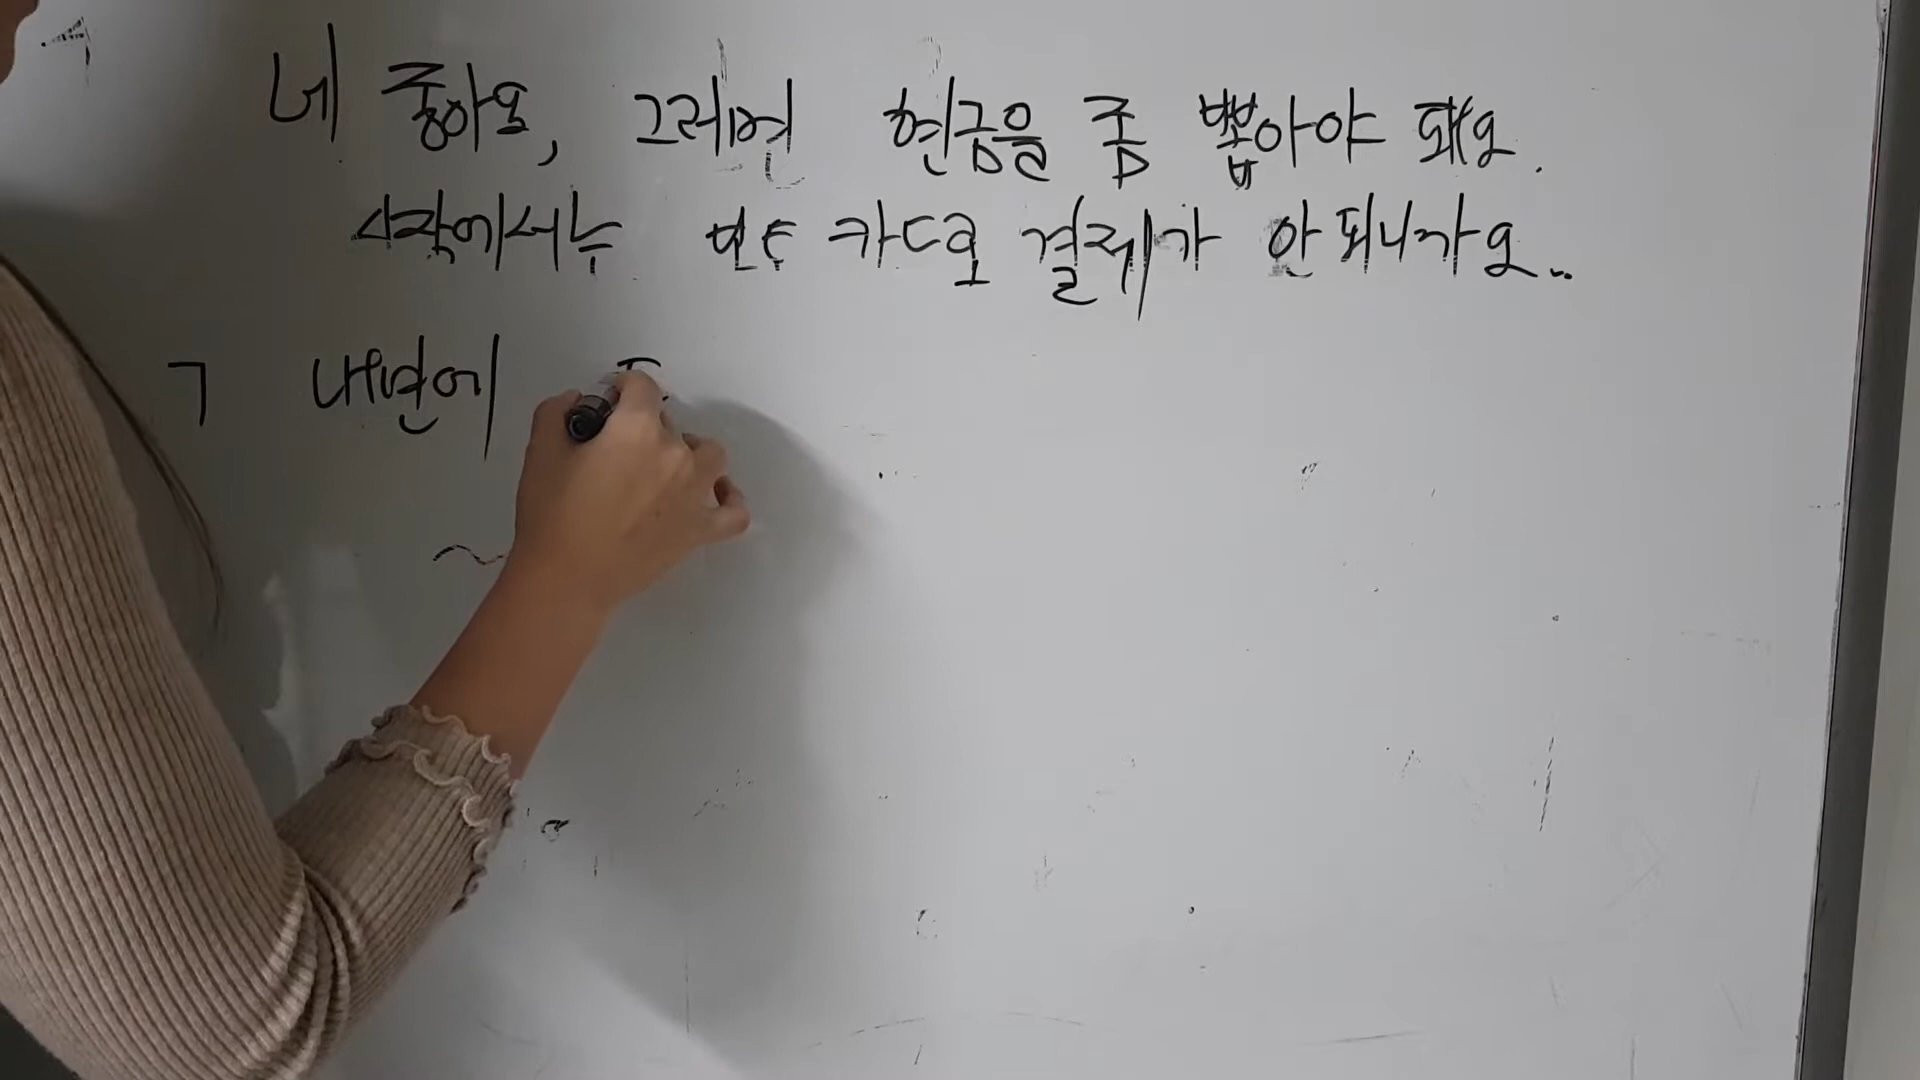 네 좋아요, 그러면 현금을 좀 뽑아야 돼요.
시장에서는 보통 카드로 결제가 안 되니까요..
ㄱ 내년에